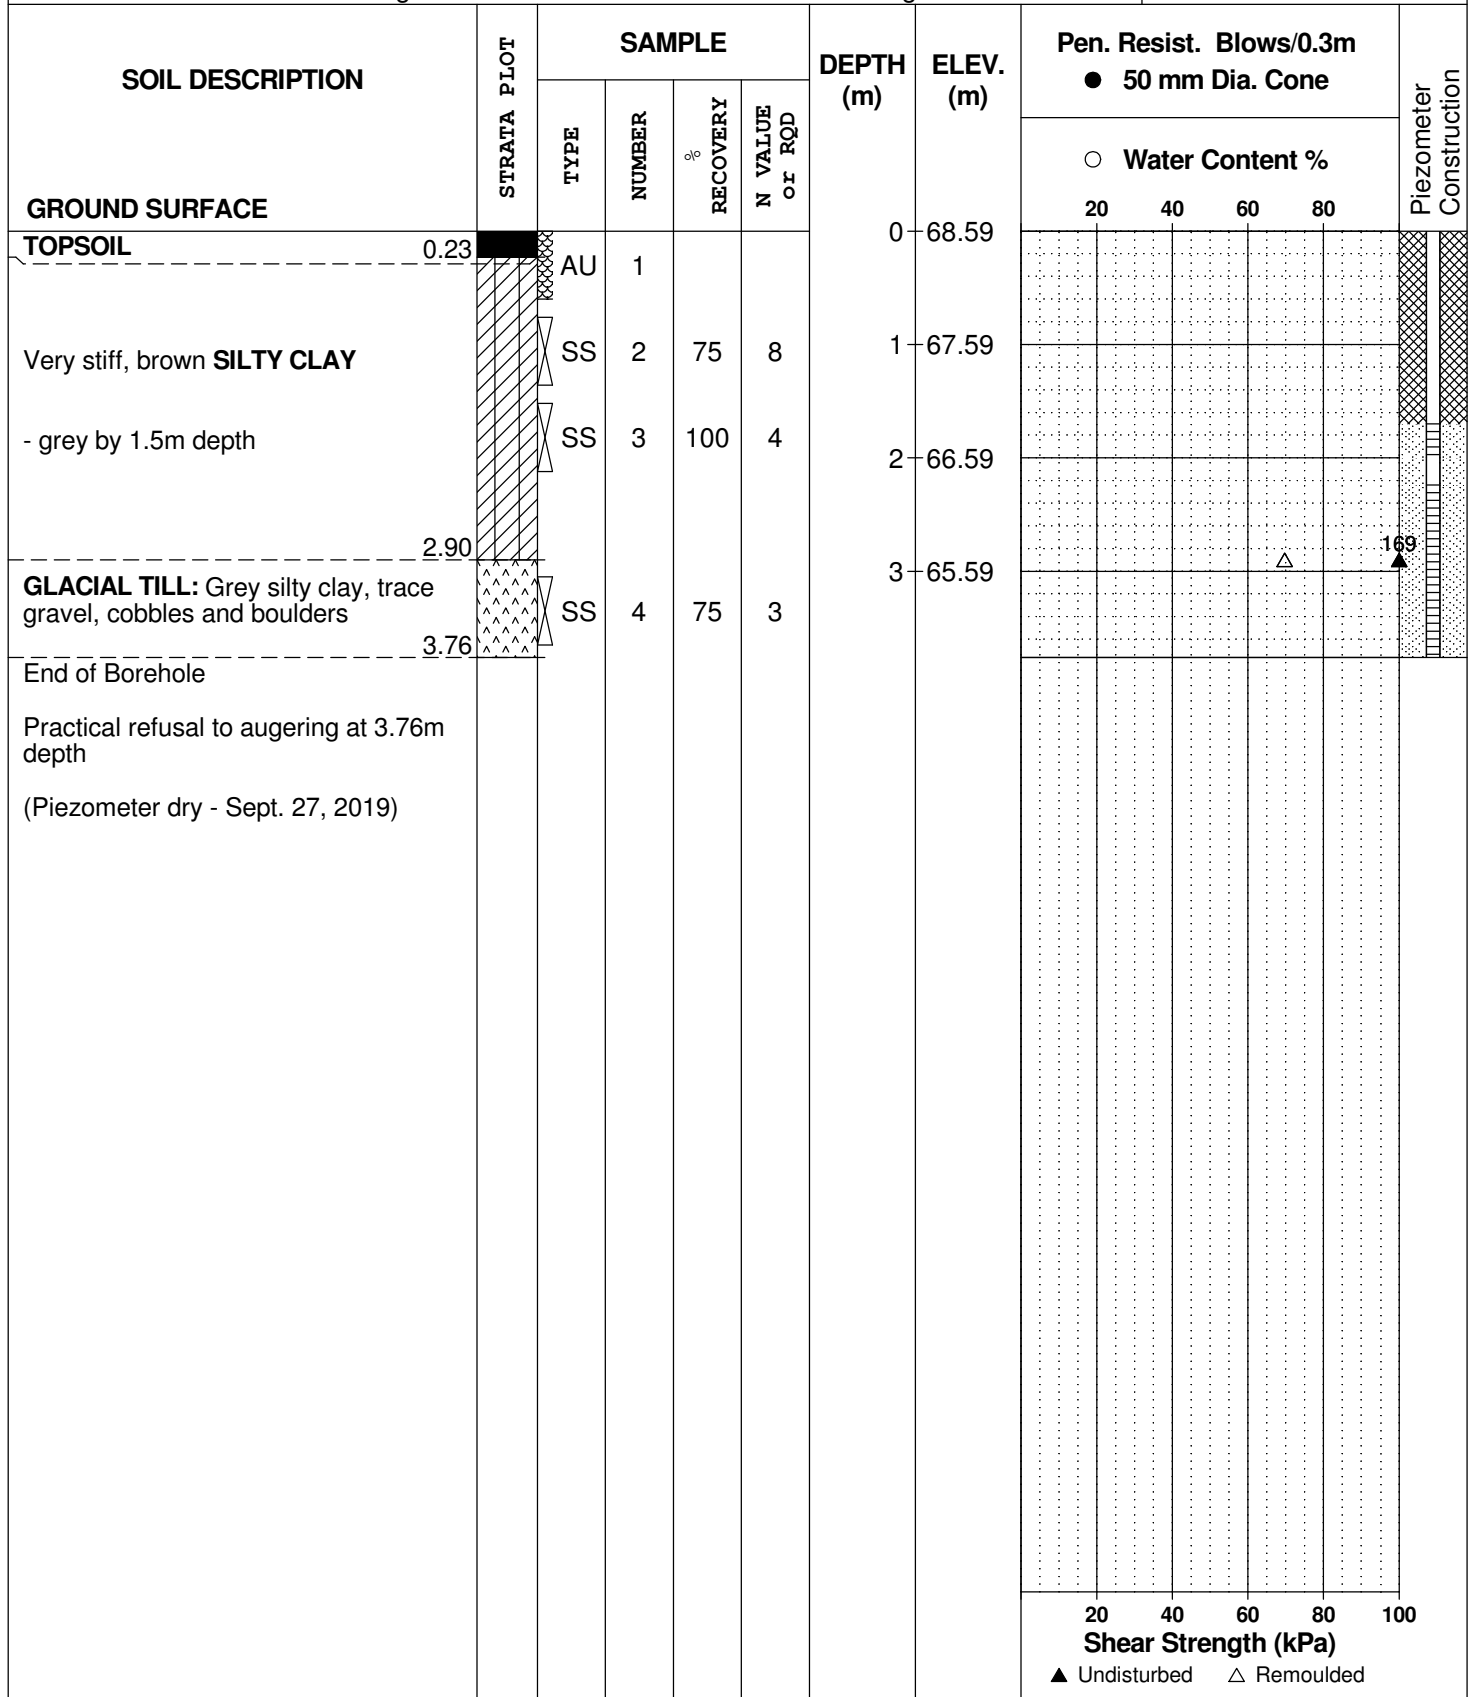 SOIL DESCRIPTION
GROUND SURFACE
STRATA PLOT
SAMPLE
TYPE
NUMBER
%
RECOVERY
N VALUE
or RQD
DEPTH
(m)
ELEV.
(m)
Pen. Resist. Blows/0.3m
● 50 mm Dia. Cone
○ Water Content %
20 40 60 80
Piezometer
Construction
0 68.59
TOPSOIL 0.23
AU 1
Very stiff, brown SILTY CLAY
SS 2 75 8
1 67.59
- grey by 1.5m depth
SS 3 100 4
2 66.59
2.90
169
3 65.59
GLACIAL TILL: Grey silty clay, trace
gravel, cobbles and boulders
SS 4 75 3
3.76
End of Borehole
Practical refusal to augering at 3.76m
depth
(Piezometer dry - Sept. 27, 2019)
20 40 60 80 100
Shear Strength (kPa)
▲ Undisturbed △ Remoulded